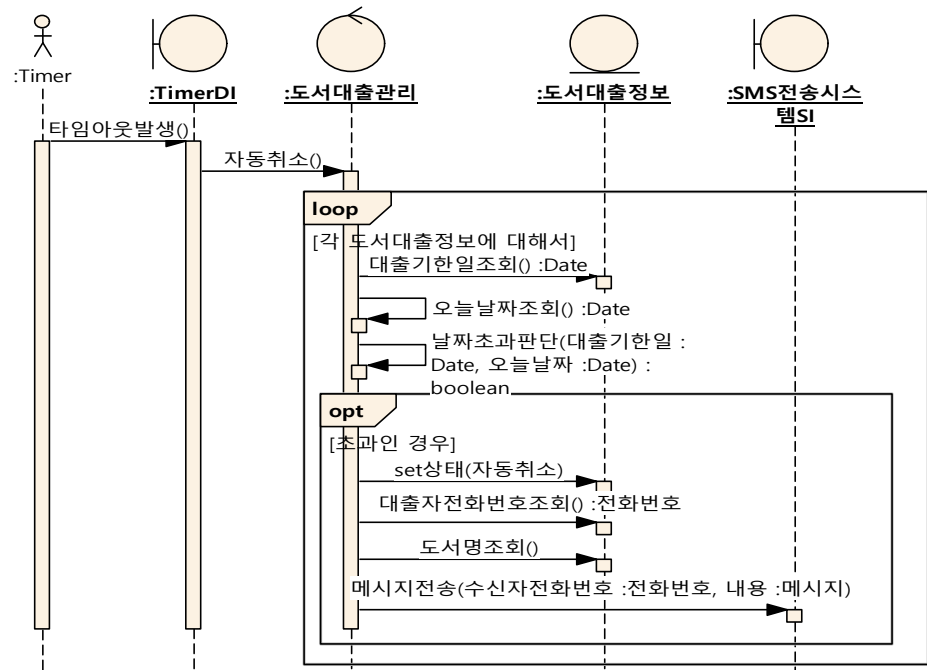 :Timer
:TimerDI
:도서대출관리
:도서대출정보
:SMS전송시스
템SI
타임아웃발생()
자동취소()
loop
[각 도서대출정보에 대해서]
대출기한일조회() :Date
오늘날짜조회() :Date
날짜초과판단(대출기한일 :
Date, 오늘날짜 :Date) :
boolean
opt
[초과인 경우]
set상태(자동취소)
대출자전화번호조회() :전화번호
도서명조회()
메시지전송(수신자전화번호 :전화번호, 내용 :메시지)